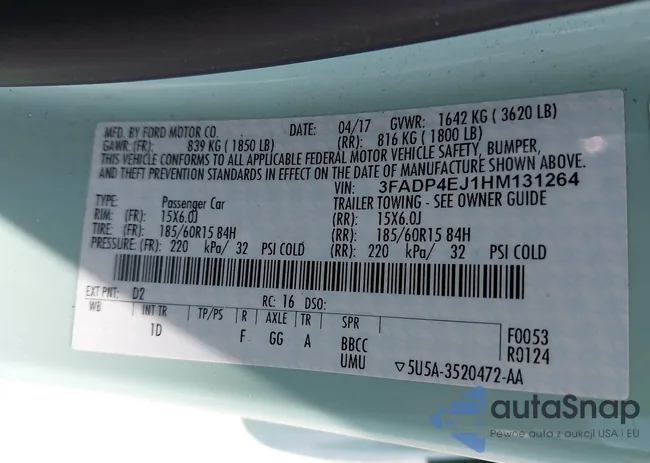 MFD. BY FORD MOTOR CO. DATE: 04/17 GVWR: 1642 KG ( 3620 LB)
GAWR: (FR): 839 KG ( 1850 LB) (RR): 816 KG ( 1800 LB)
THIS VEHICLE CONFORMS TO ALL APPLICABLE FEDERAL MOTOR VEHICLE SAFETY, BUMPER,
AND THEFT PREVENTION STANDARDS IN EFFECT ON THE DATE OF MANUFACTURE SHOWN ABOVE.
VIN: 3FADP4EJ1HM131264
TYPE: Passenger Car TRAILER TOWING - SEE OWNER GUIDE
RIM: (FR): 15X6.0J (RR): 15X6.0J
TIRE: (FR): 185/60R15 84H (RR): 185/60R15 84H
PRESSURE: (FR): 220 kPa/ 32 PSI COLD (RR): 220 kPa/ 32 PSI COLD
EXT PNT: D2 RC: 16 DSO:
WB INT TR TP/PS R AXLE TR SPR
1D F GG A BBCC F0053
UMU R0124
▽5U5A-3520472-AA
autaSnap
Pewne auta z aukcji USA i EU